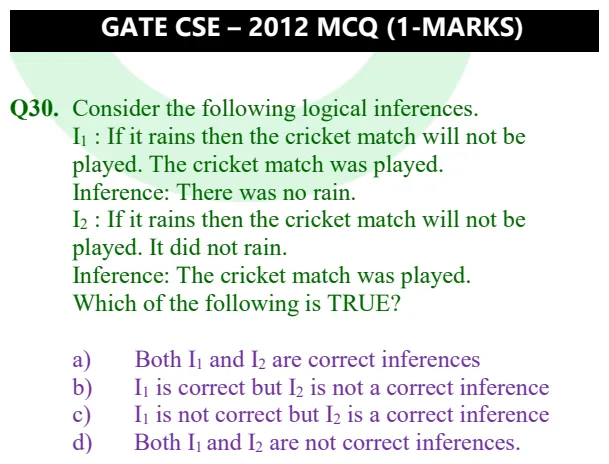 GATE CSE – 2012 MCQ (1-MARKS)
Q30. Consider the following logical inferences.
I₁ : If it rains then the cricket match will not be
played. The cricket match was played.
Inference: There was no rain.
I₂ : If it rains then the cricket match will not be
played. It did not rain.
Inference: The cricket match was played.
Which of the following is TRUE?
a) Both I₁ and I₂ are correct inferences
b) I₁ is correct but I₂ is not a correct inference
c) I₁ is not correct but I₂ is a correct inference
d) Both I₁ and I₂ are not correct inferences.